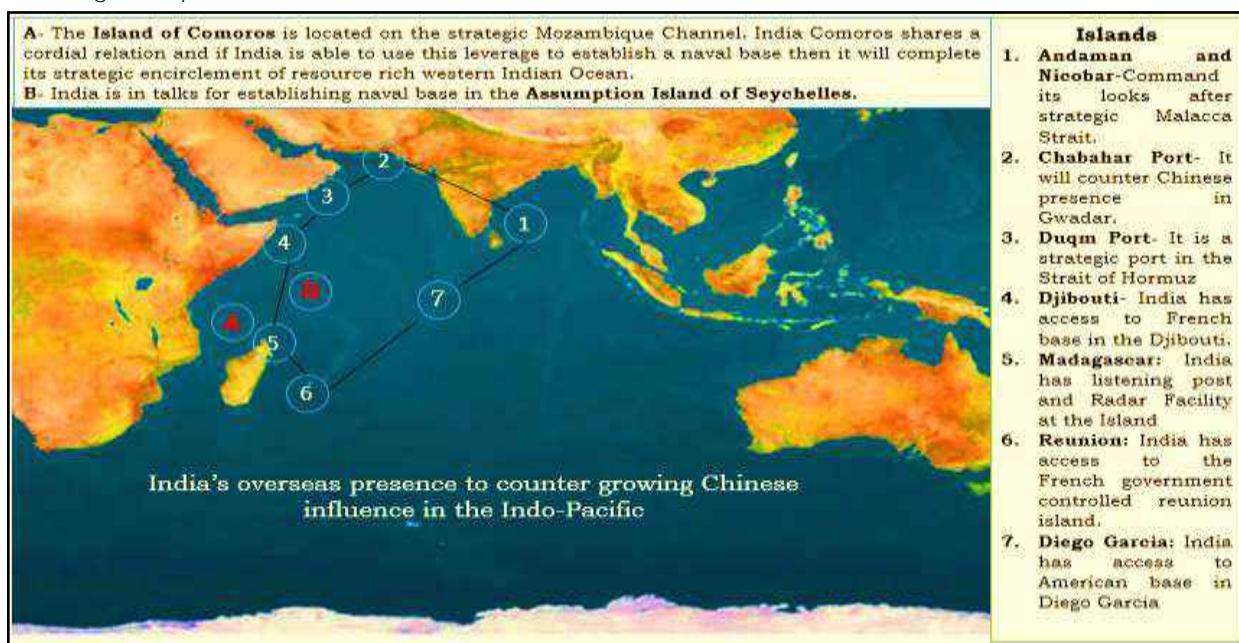 A- The Island of Comoros is located on the strategic Mozambique Channel. India Comoros shares a
cordial relation and if India is able to use this leverage to establish a naval base then it will complete
its strategic encirclement of resource rich western Indian Ocean.
B- India is in talks for establishing naval base in the Assumption Island of Seychelles.
2
3
1
4
B
7
A
5
6
India's overseas presence to counter growing Chinese
influence in the Indo-Pacific
Islands
1. Andaman and
Nicobar-Command
its looks after
strategic Malacca
Strait.
2. Chabahar Port- It
will counter Chinese
presence in
Gwadar.
3. Duqm Port- It is a
strategic port in the
Strait of Hormuz
4. Djibouti- India has
access to French
base in the Djibouti.
5. Madagascar: India
has listening post
and Radar Facility
at the Island
6. Reunion: India has
access to the
French government
controlled reunion
island.
7. Diego Garcia: India
has access to
American base in
Diego Garcia